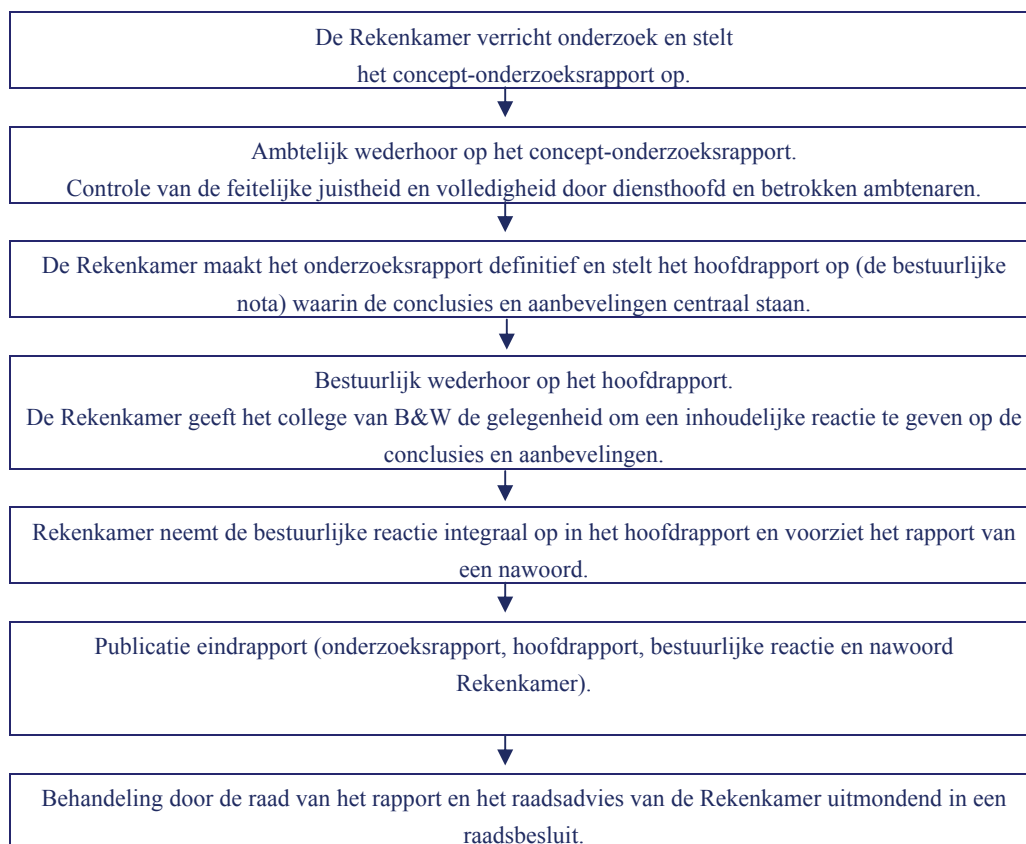 De Rekenkamer verricht onderzoek en stelt
het concept-onderzoeksrapport op.
Ambtelijk wederhoor op het concept-onderzoeksrapport.
Controle van de feitelijke juistheid en volledigheid door diensthoofd en betrokken ambtenaren.
De Rekenkamer maakt het onderzoeksrapport definitief en stelt het hoofdrapport op (de bestuurlijke
nota) waarin de conclusies en aanbevelingen centraal staan.
Bestuurlijk wederhoor op het hoofdrapport.
De Rekenkamer geeft het college van B&W de gelegenheid om een inhoudelijke reactie te geven op de
conclusies en aanbevelingen.
Rekenkamer neemt de bestuurlijke reactie integraal op in het hoofdrapport en voorziet het rapport van
een nawoord.
Publicatie eindrapport (onderzoeksrapport, hoofdrapport, bestuurlijke reactie en nawoord
Rekenkamer).
Behandeling door de raad van het rapport en het raadsadvies van de Rekenkamer uitmondend in een
raadsbesluit.